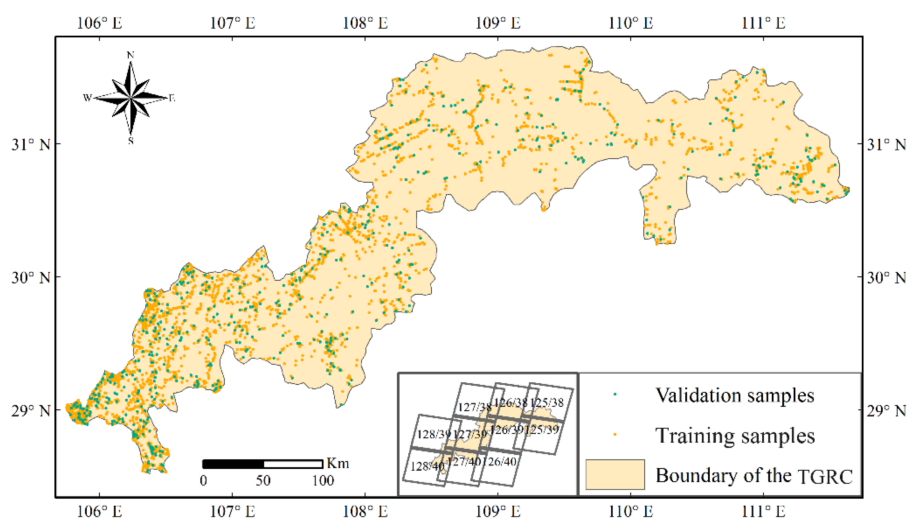 106° E 107° E 108° E 109° E 110° E 111° E
N
W E
S
31° N 31° N
30° N 30° N
29° N 29° N
127/38 126/38 125/38
128/39 127/39 126/39 125/39
128/40 127/40 126/40
Validation samples
Training samples
Boundary of the TGRC
Km
0 50 100
106° E 107° E 108° E 109° E 110° E 111° E